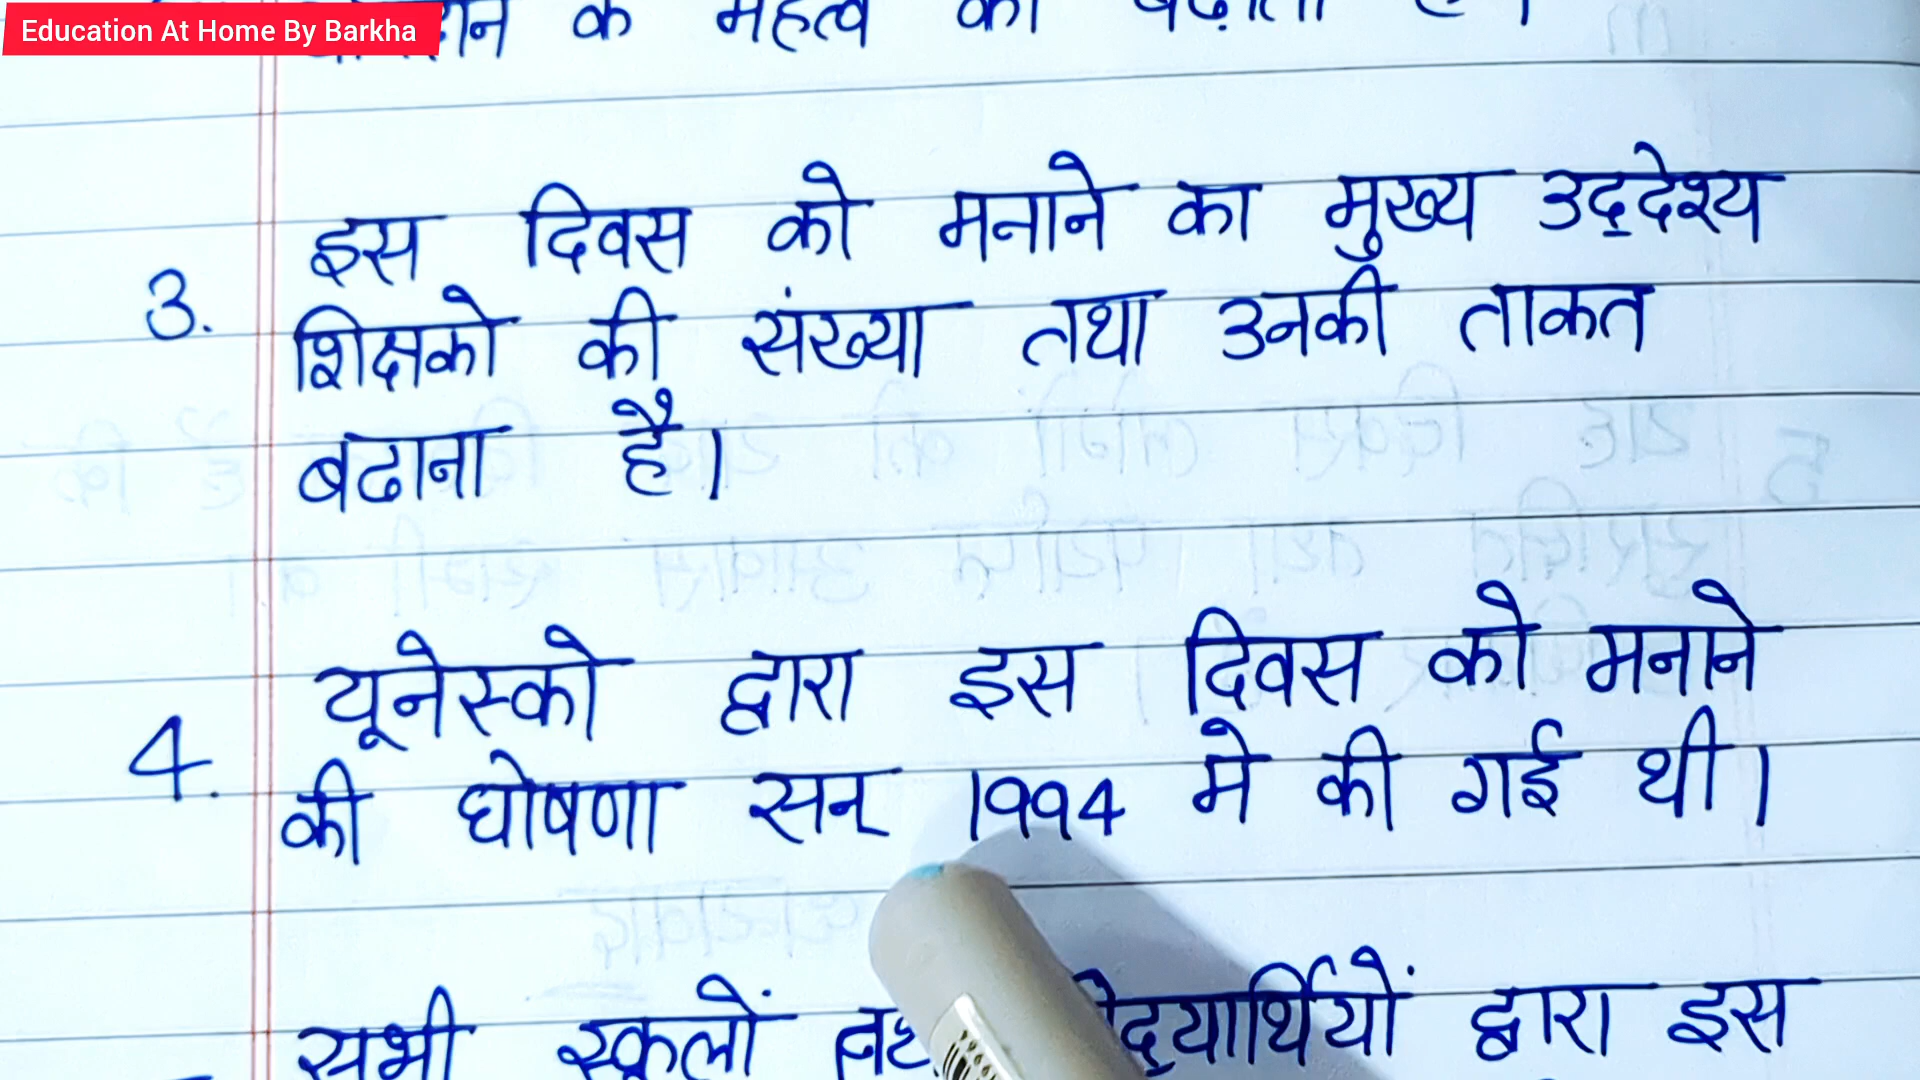 Education At Home By Barkha
के महत्व को
3. इस दिवस को मनाने का मुख्य उद्देश्य
शिक्षको की संख्या तथा उनकी ताकत
बढाना है।
4. यूनेस्को द्वारा इस दिवस को मनाने
की घोषणा सन् 1994 मे की गई थी।
सभी स्कूलों द्वारा इस